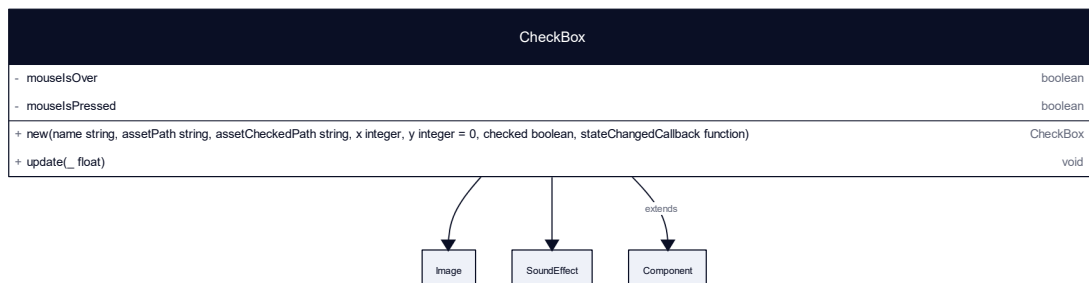 CheckBox
- mouseIsOver boolean
- mouseIsPressed boolean
+ new(name string, assetPath string, assetCheckedPath string, x integer, y integer = 0, checked boolean, stateChangedCallback function) CheckBox
+ update(_ float) void
extends
Image SoundEffect Component